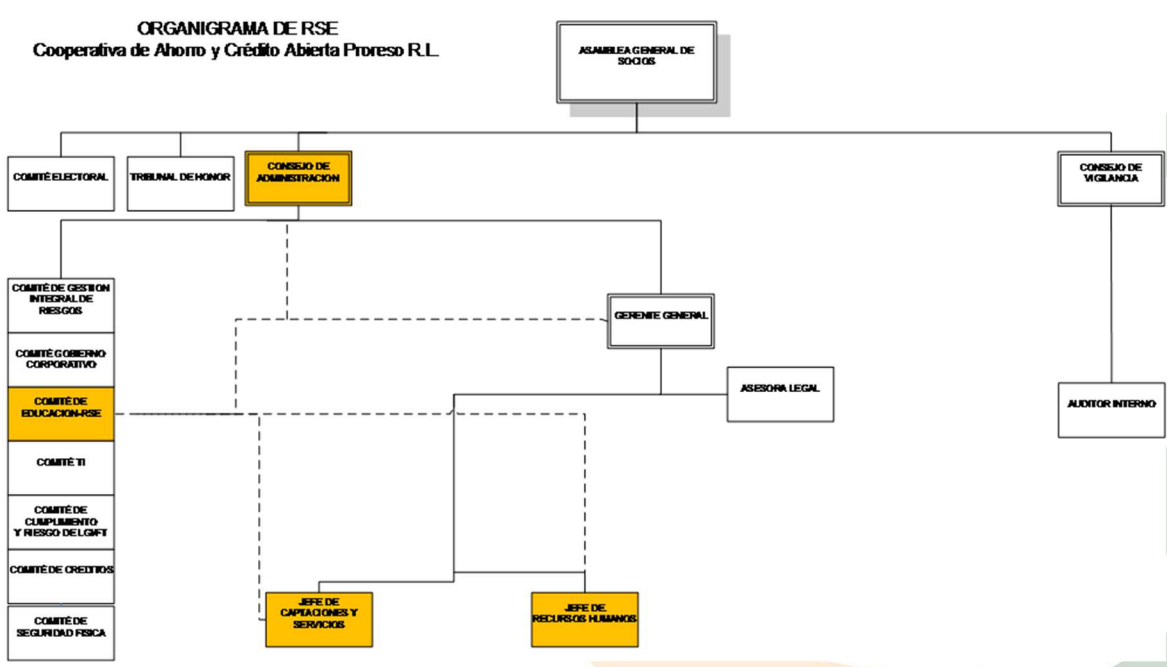 ORGANIGRAMA DE RSE
Cooperativa de Ahorro y Crédito Abierta Proreso R.L.
ASAMBLEA GENERAL DE
SOCIOS
COMITÉ ELECTORAL
TRIBUNAL DE HONOR
CONSEJO DE
ADMINISTRACION
CONSEJO DE
VIGILANCIA
COMITÉ DE GESTION
INTEGRAL DE
RIESGOS
GERENTE GENERAL
COMITÉ GOBIERNO
CORPORATIVO
ASESORA LEGAL
COMITÉ DE
EDUCACION-RSE
AUDITOR INTERNO
COMITÉ TI
COMITÉ DE
CUMPLIMIENTO
Y RIESGO DE LGI/FT
COMITÉ DE CREDITOS
COMITÉ DE
SEGURIDAD FISICA
JEFE DE
CAPTACIONES Y
SERVICIOS
JEFE DE
RECURSOS HUMANOS